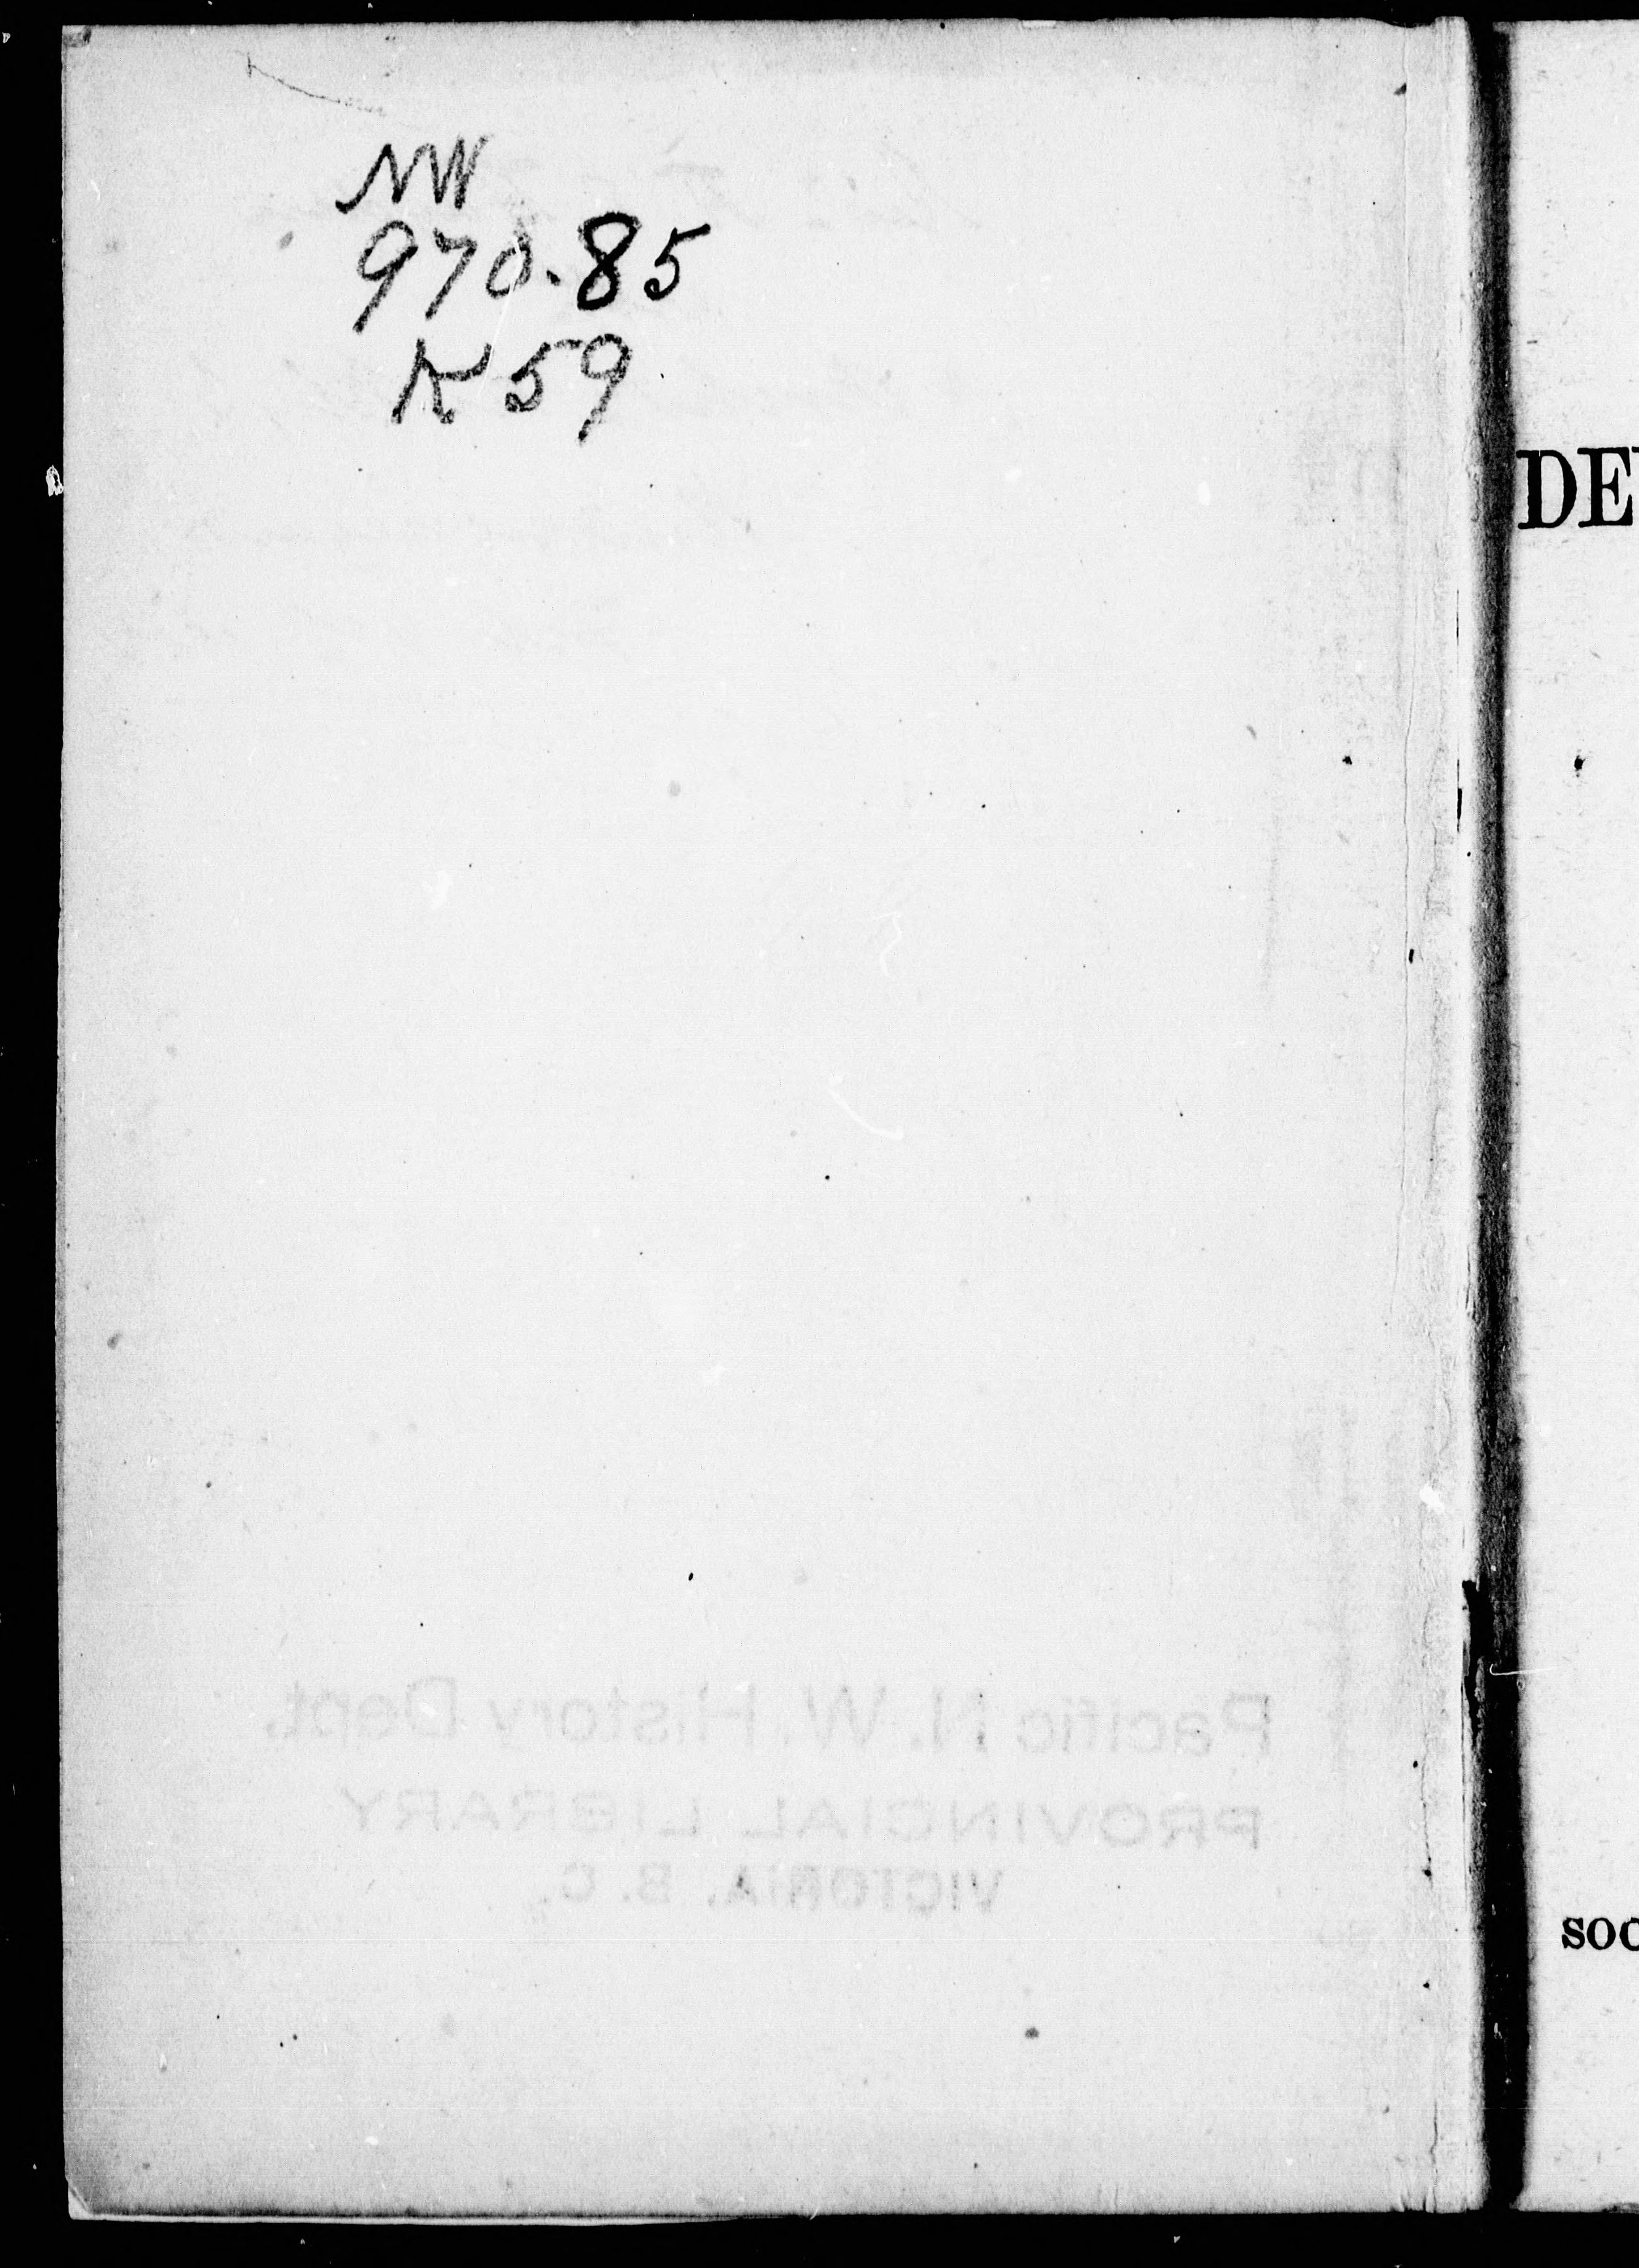 NW
970.85
K59
Pacific N. W. History Dept.
PROVINCIAL LIBRARY
VICTORIA, B. C.
DE
soc